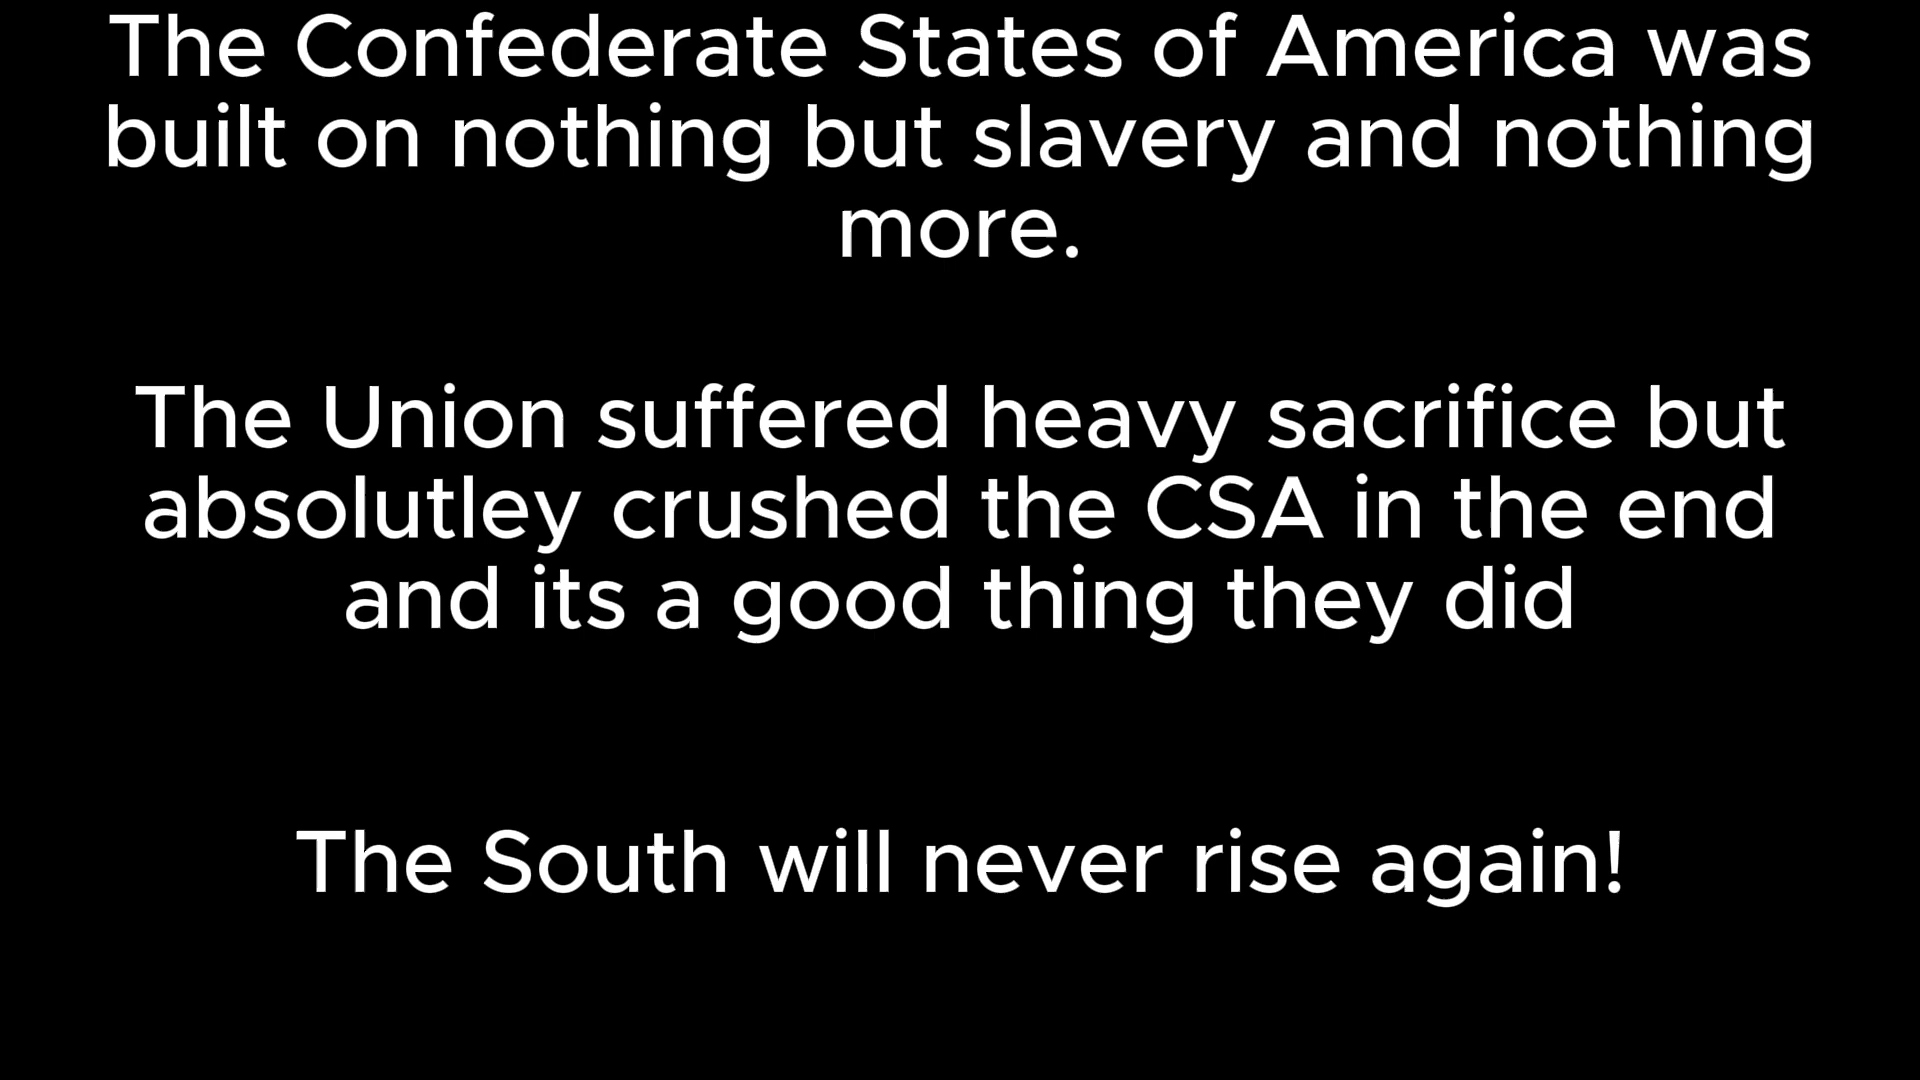 The Confederate States of America was
built on nothing but slavery and nothing
more.
The Union suffered heavy sacrifice but
absolutley crushed the CSA in the end
and its a good thing they did
The South will never rise again!